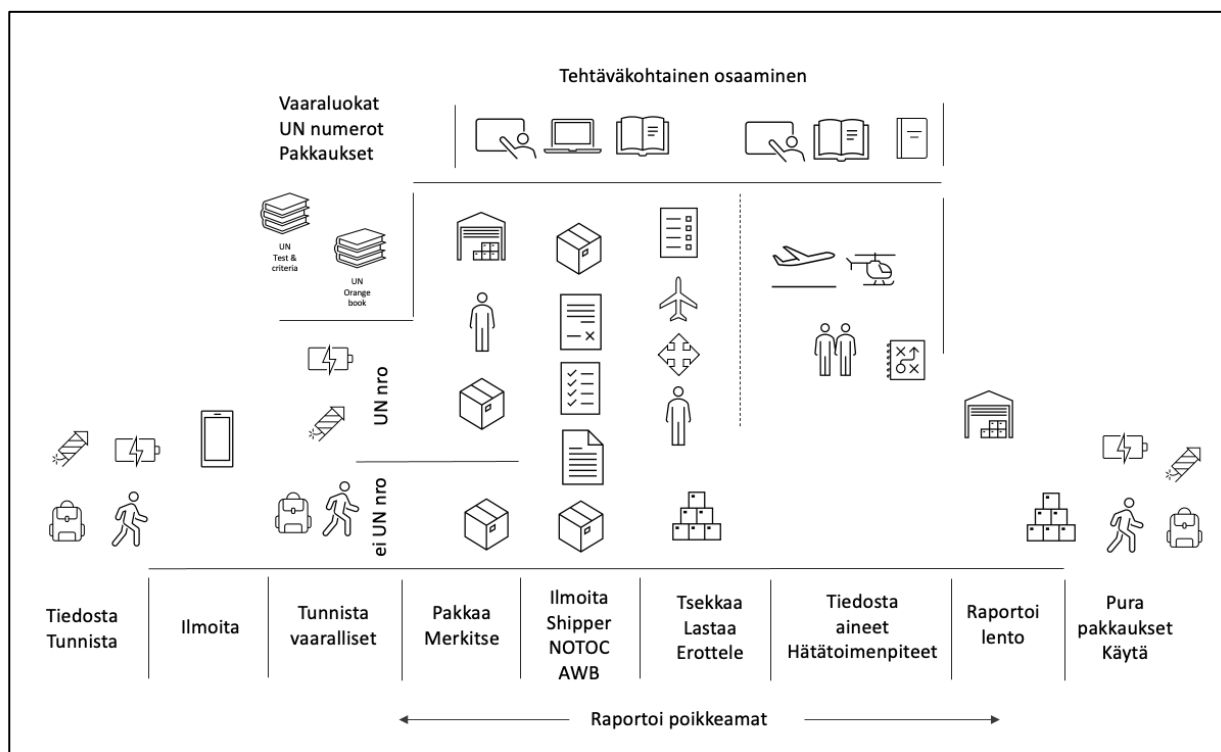 Tehtäväkohtainen osaaminen
Vaaraluokat
UN numerot
Pakkaukset
UN
Test &
criteria
UN
Orange
book
UN nro
ei UN nro
Tiedosta
Tunnista
Ilmoita
Tunnista
vaaralliset
Pakkaa
Merkitse
Ilmoita
Shipper
NOTOC
AWB
Tsekkaa
Lastaa
Erottele
Tiedosta
aineet
Hätätoimenpiteet
Raportoi
lento
Pura
pakkaukset
Käytä
Raportoi poikkeamat